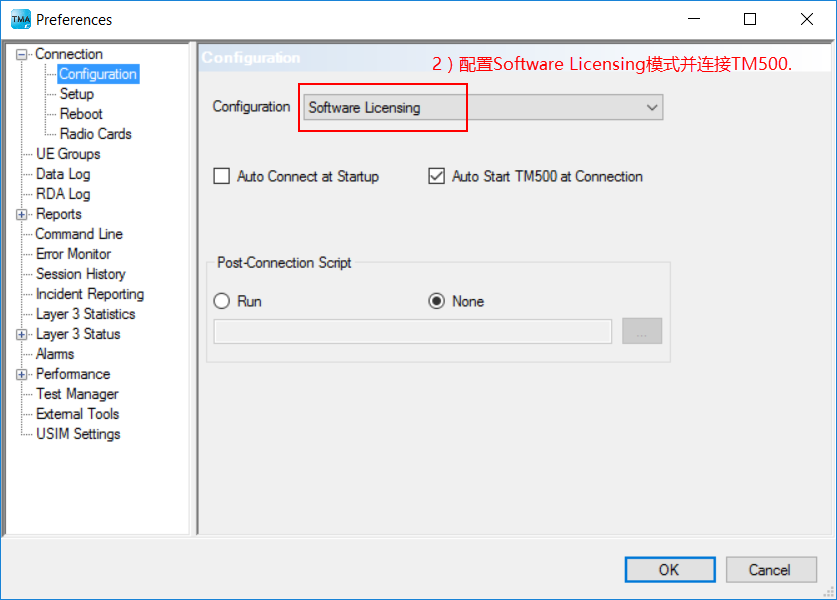 TMA Preferences
Connection
Configuration
Setup
Reboot
Radio Cards
UE Groups
Data Log
RDA Log
Reports
Command Line
Error Monitor
Session History
Incident Reporting
Layer 3 Statistics
Layer 3 Status
Alarms
Performance
Test Manager
External Tools
USIM Settings
Configuration
2）配置Software Licensing模式并连接TM500.
Configuration Software Licensing
Auto Connect at Startup Auto Start TM500 at Connection
Post-Connection Script
Run None
...
OK Cancel